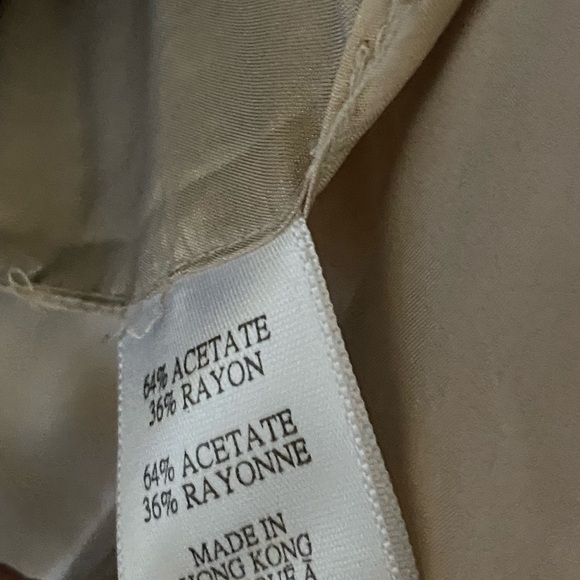 64% ACETATE
36% RAYON
64% ACETATE
36% RAYONNE
MADE IN
HONG KONG